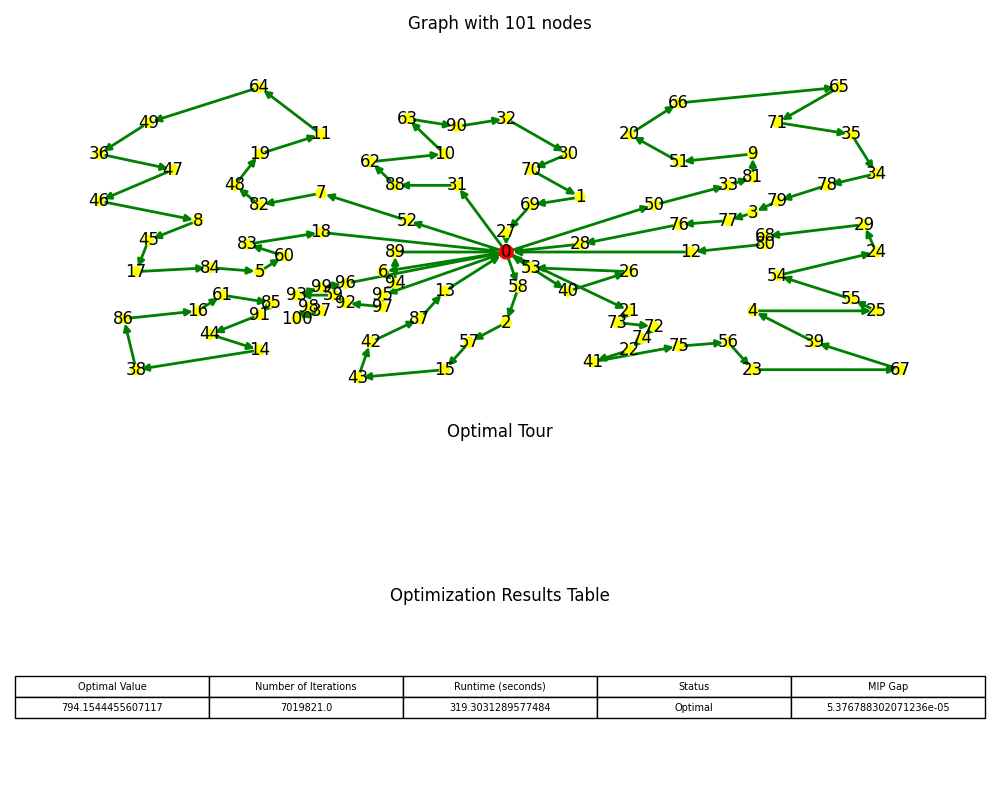 Graph with 101 nodes
64 65
63 90 32 66
49 11 20 71 35
36 19 62 10 30 51 9
47 48 88 31 70 33 81 78 34
46 82 7 69 1 50 3 79
8 52 27 76 77 29
45 83 18 28 68
60 89 0 12 80 24
17 84 5 6 53 26 54
99 96 94 58 40
61 93 59 95 13 55
16 85 98 92 97 21 4 25
86 91 100 37 87 2 73 72
44 42 57 74 56 39
14 22 75
38 43 15 41 23 67
Optimal Tour
Optimization Results Table
Optimal Value Number of Iterations Runtime (seconds) Status MIP Gap
794.1544455607117 7019821.0 319.3031289577484 Optimal 5.376788302071236e-05